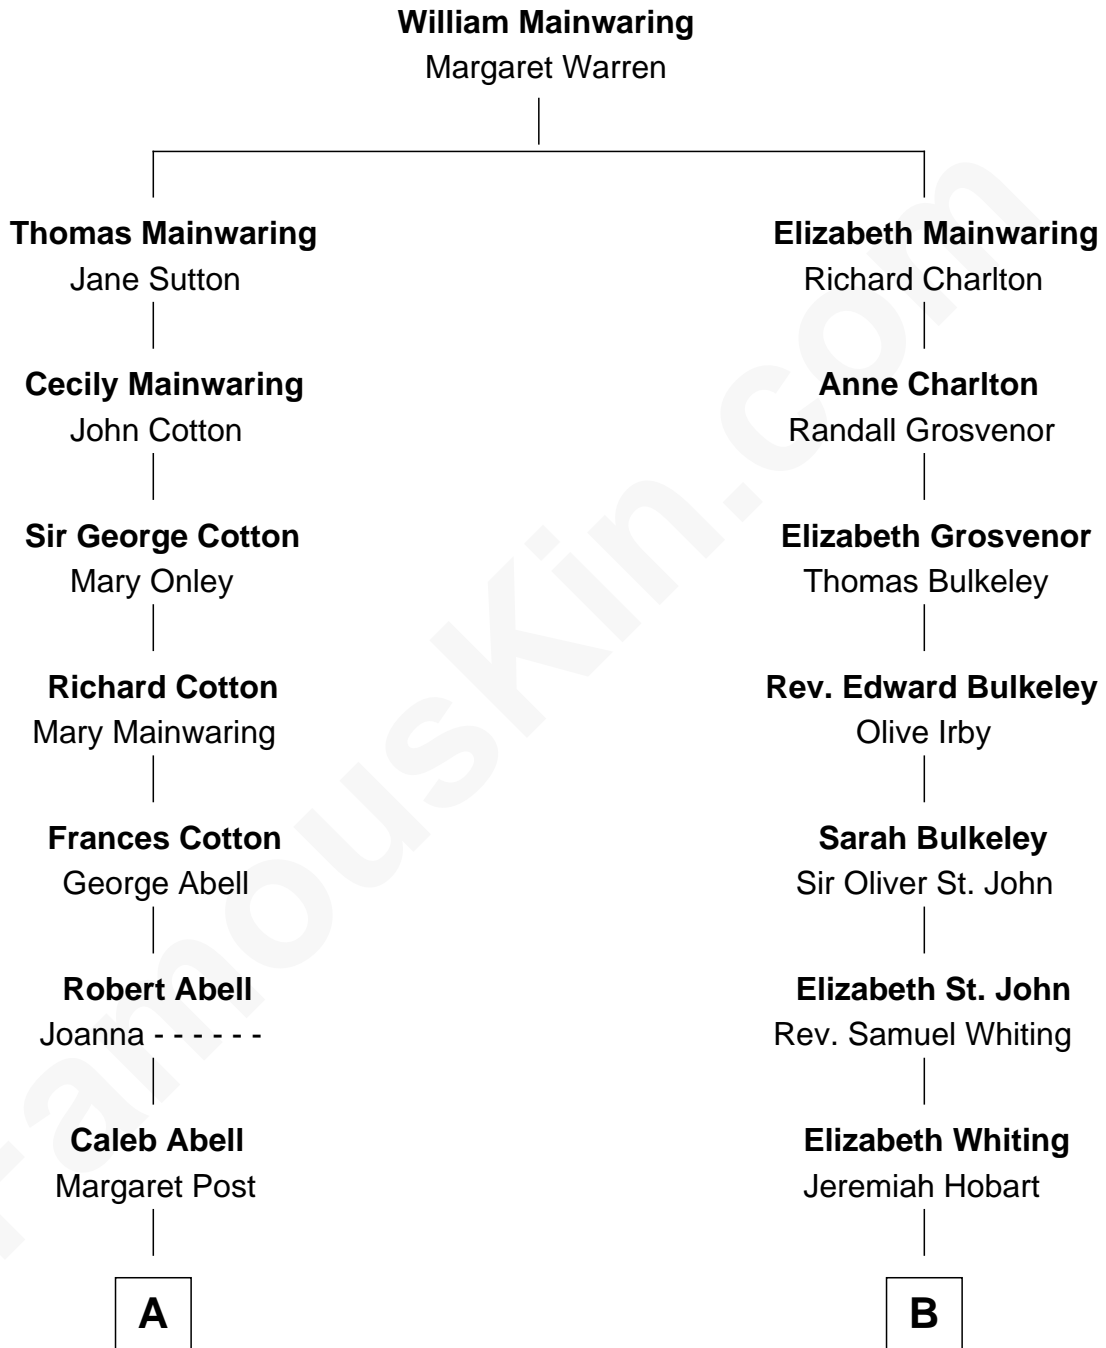 William Mainwaring
Margaret Warren
Thomas Mainwaring
Jane Sutton
Cecily Mainwaring
John Cotton
Sir George Cotton
Mary Onley
Richard Cotton
Mary Mainwaring
Frances Cotton
George Abell
Robert Abell
Joanna - - - - - -
Caleb Abell
Margaret Post
A
Elizabeth Mainwaring
Richard Charlton
Anne Charlton
Randall Grosvenor
Elizabeth Grosvenor
Thomas Bulkeley
Rev. Edward Bulkeley
Olive Irby
Sarah Bulkeley
Sir Oliver St. John
Elizabeth St. John
Rev. Samuel Whiting
Elizabeth Whiting
Jeremiah Hobart
B
FamousKin.com